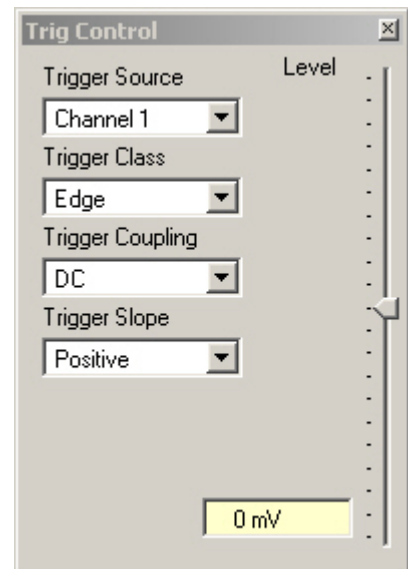 Trig Control
Trigger Source
Level
Channel 1
Trigger Class
Edge
Trigger Coupling
DC
Trigger Slope
Positive
0 mV